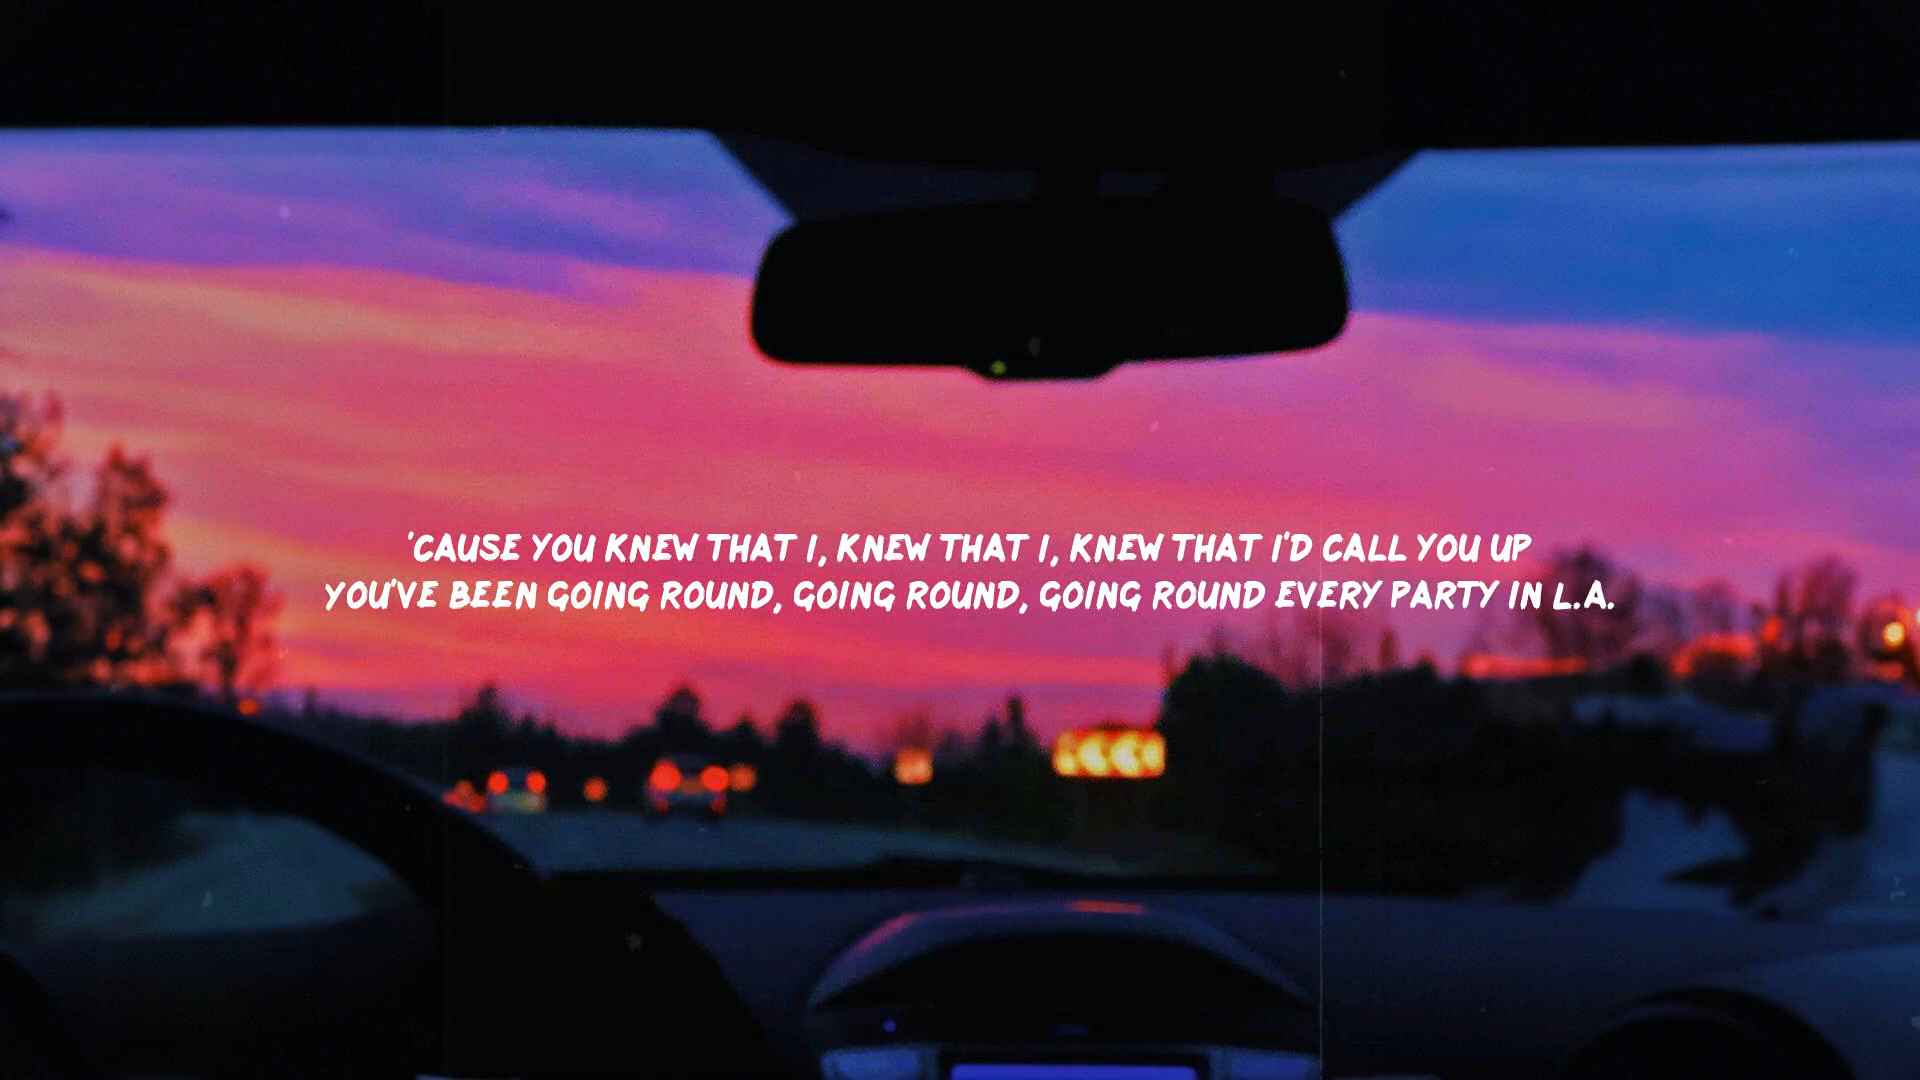 'CAUSE YOU KNEW THAT I, KNEW THAT I, KNEW THAT I'D CALL YOU UP
YOU'VE BEEN GOING ROUND, GOING ROUND, GOING ROUND EVERY PARTY IN L.A.